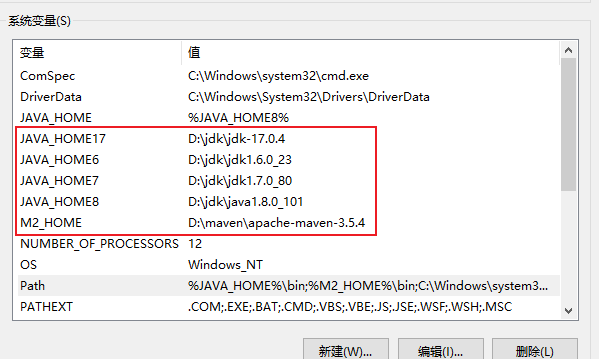 系统变量(S)
变量 值
ComSpec C:\Windows\system32\cmd.exe
DriverData C:\Windows\System32\Drivers\DriverData
JAVA_HOME %JAVA_HOME8%
JAVA_HOME17 D:\jdk\jdk-17.0.4
JAVA_HOME6 D:\jdk\jdk1.6.0_23
JAVA_HOME7 D:\jdk\jdk1.7.0_80
JAVA_HOME8 D:\jdk\java1.8.0_101
M2_HOME D:\maven\apache-maven-3.5.4
NUMBER_OF_PROCESSORS 12
OS Windows_NT
Path %JAVA_HOME%\bin;%M2_HOME%\bin;C:\Windows\system3...
PATHEXT .COM;.EXE;.BAT;.CMD;.VBS;.VBE;.JS;.JSE;.WSF;.WSH;.MSC
新建(W)... 编辑(I)... 删除(L)